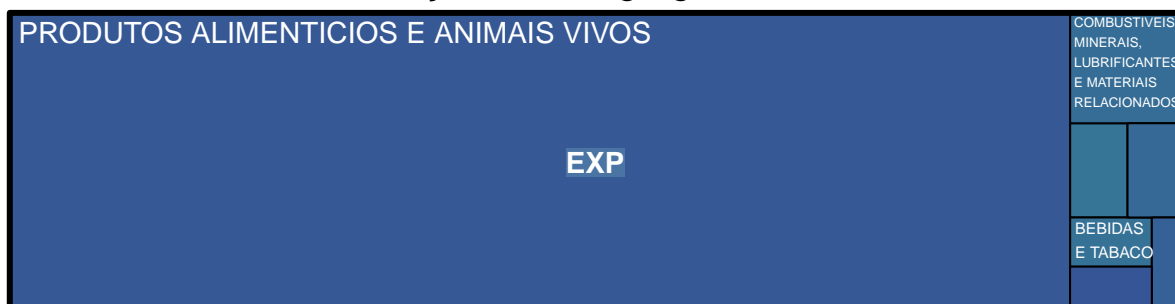 PRODUTOS ALIMENTICIOS E ANIMAIS VIVOS
EXP
COMBUSTIVEIS
MINERAIS,
LUBRIFICANTES
E MATERIAIS
RELACIONADOS
BEBIDAS
E TABACO